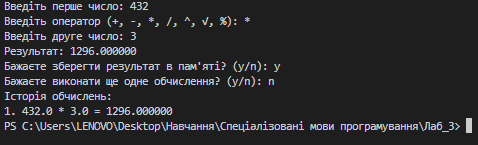 Введіть перше число: 432
Введіть оператор (+, -, *, /, ^, √, %): *
Введіть друге число: 3
Результат: 1296.000000
Бажаєте зберегти результат в пам'яті? (y/n): y
Бажаєте виконати ще одне обчислення? (y/n): n
Історія обчислень:
1. 432.0 * 3.0 = 1296.000000
PS C:\Users\LENOVO\Desktop\Навчання\Спеціалізовані мови програмування\Лаб_3>